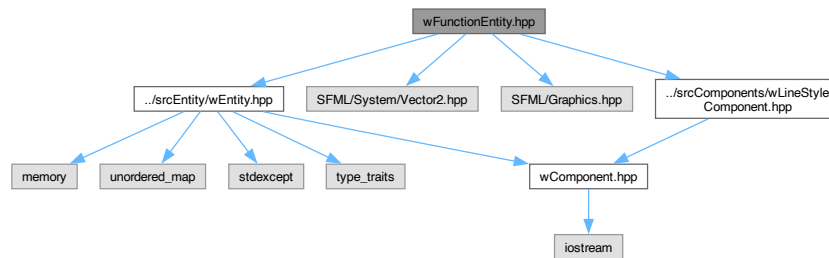 wFunctionEntity.hpp
../srcEntity/wEntity.hpp
SFML/System/Vector2.hpp
SFML/Graphics.hpp
../srcComponents/wLineStyle
Component.hpp
memory
unordered_map
stdexcept
type_traits
wComponent.hpp
iostream